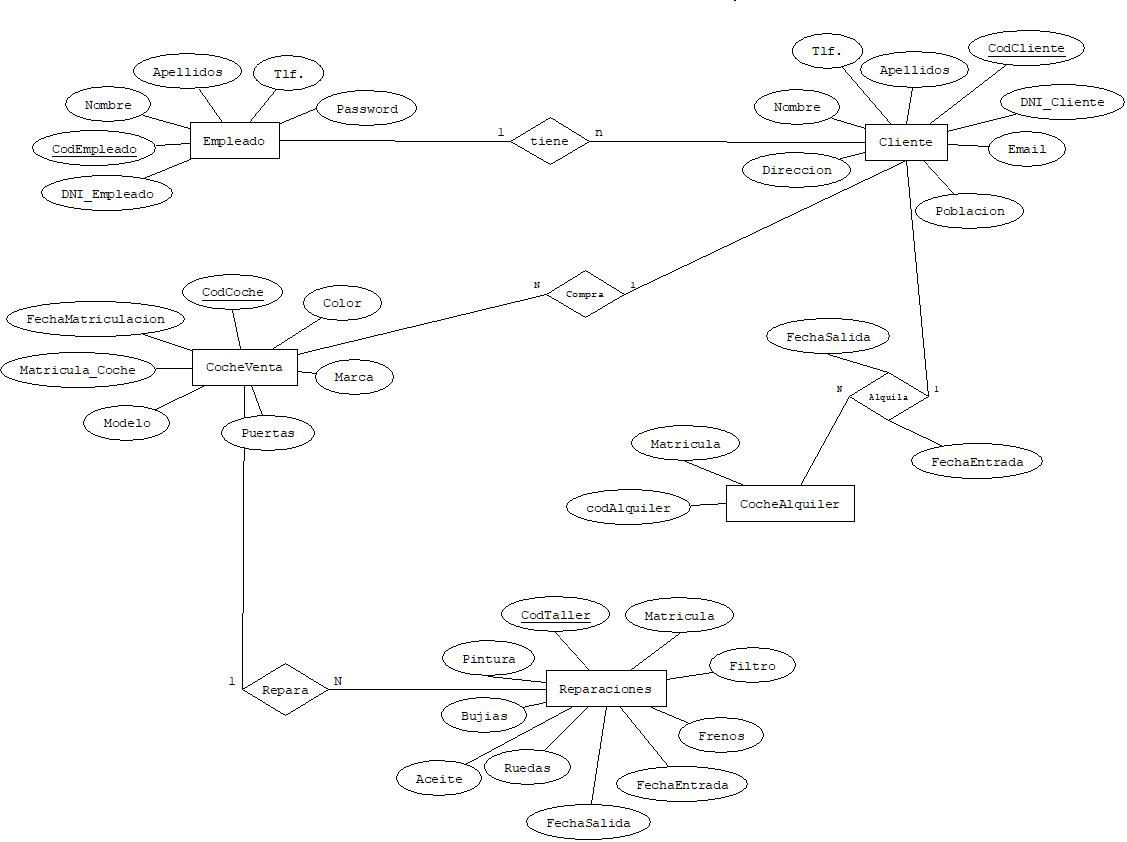 Tlf.
CodCliente
Apellidos
Tlf.
Apellidos
Nombre
Password
Nombre
DNI_Cliente
CodEmpleado
Empleado
1
tiene
n
Cliente
Email
Direccion
DNI_Empleado
Poblacion
CodCoche
Color
N
Compra
1
FechaMatriculacion
FechaSalida
Matricula_Coche
CocheVenta
Marca
N
Alquila
1
Modelo
Puertas
Matricula
FechaEntrada
codAlquiler
CocheAlquiler
CodTaller
Matricula
Pintura
Filtro
1
Repara
N
Reparaciones
Bujias
Frenos
Aceite
Ruedas
FechaEntrada
FechaSalida